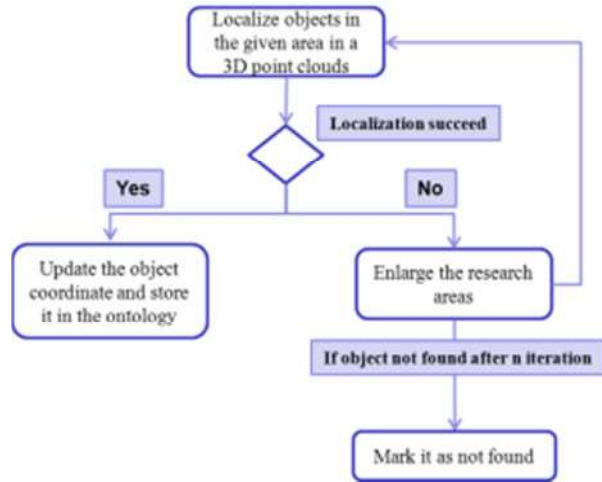 Localize objects in
the given area in a
3D point clouds
Localization succeed
Yes
No
Update the object
coordinate and store
it in the ontology
Enlarge the research
areas
If object not found after n iteration
Mark it as not found